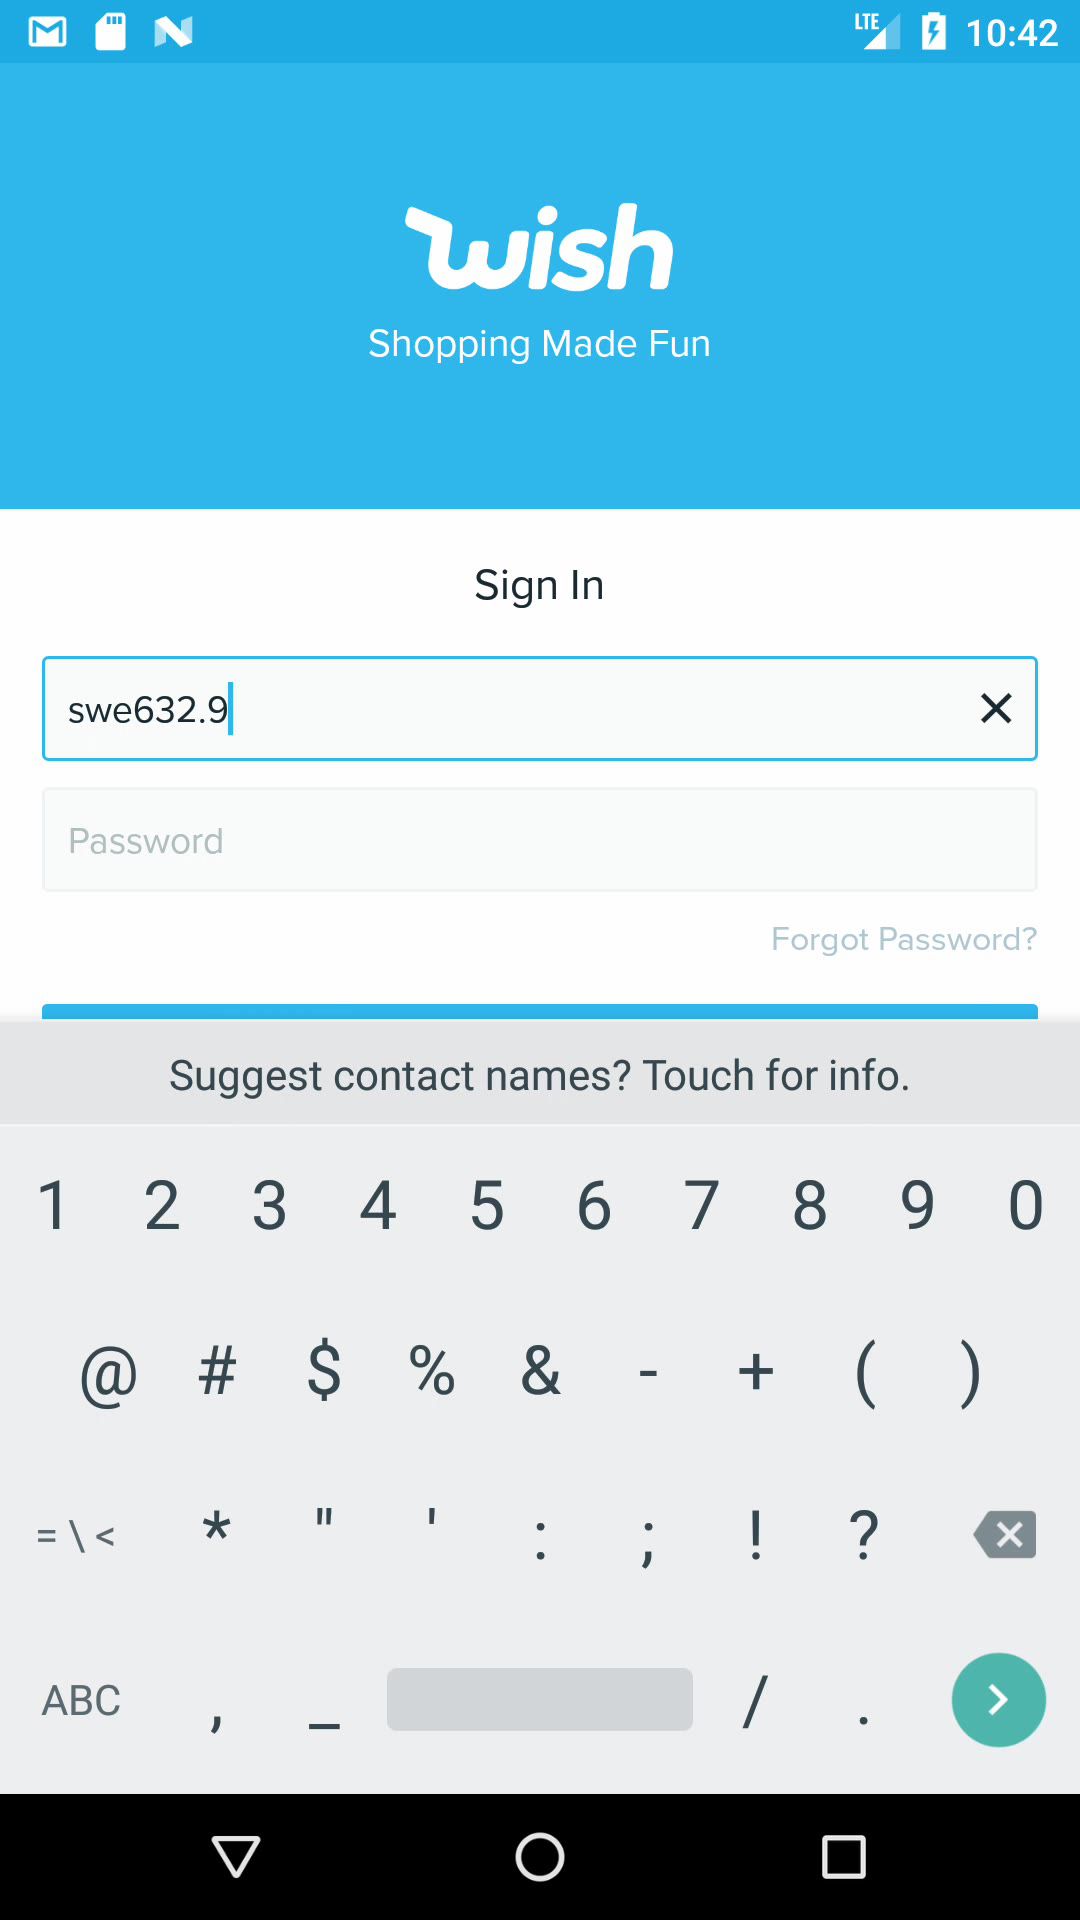 LTE 10:42
wish
Shopping Made Fun
Sign In
swe632.9
Password
Forgot Password?
Suggest contact names? Touch for info.
1 2 3 4 5 6 7 8 9 0
@ # $ % & - + ( )
= \ < * " ' : ; ! ?
ABC , _ / .